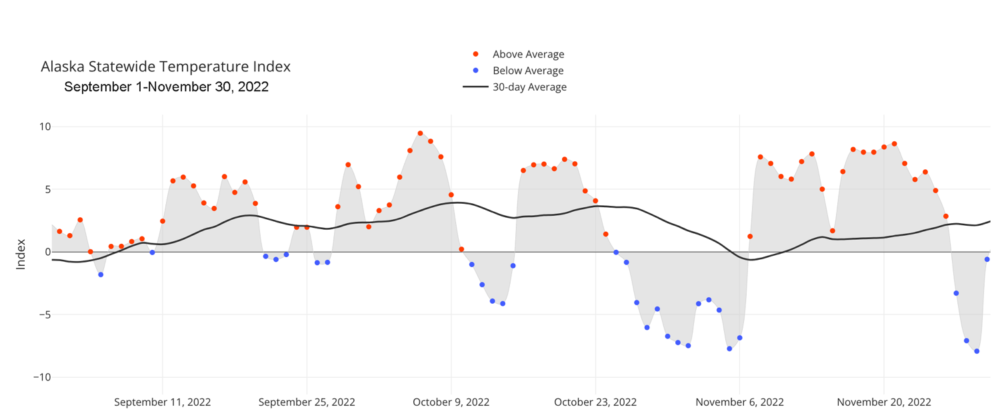 Alaska Statewide Temperature Index
September 1-November 30, 2022
Above Average
Below Average
30-day Average
Index
10
5
0
−5
−10
September 11, 2022
September 25, 2022
October 9, 2022
October 23, 2022
November 6, 2022
November 20, 2022